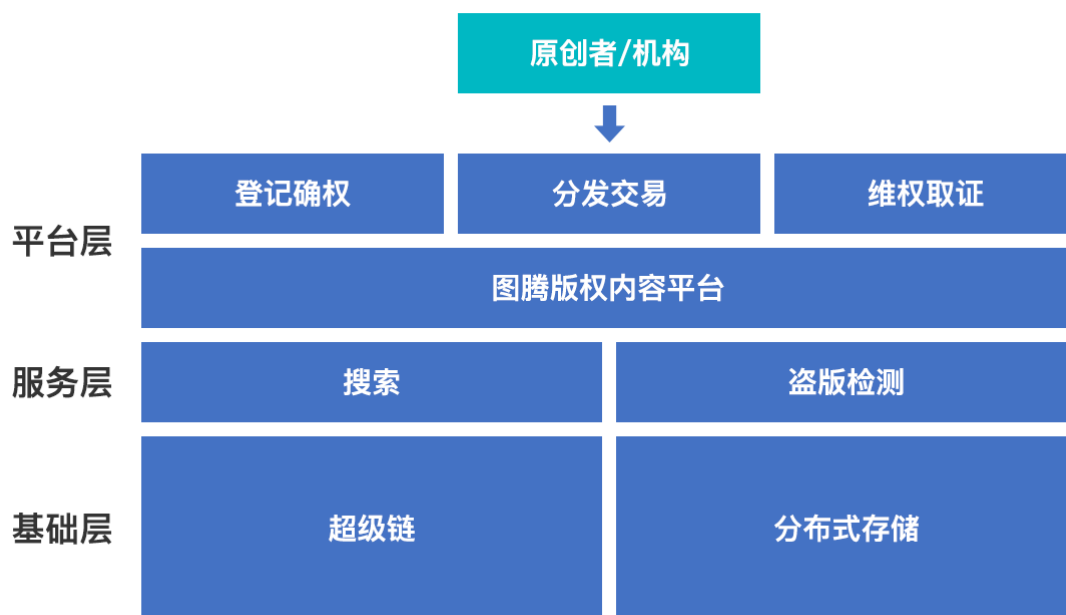 原创者/机构
登记确权
分发交易
维权取证
平台层
图腾版权内容平台
服务层
搜索
盗版检测
基础层
超级链
分布式存储